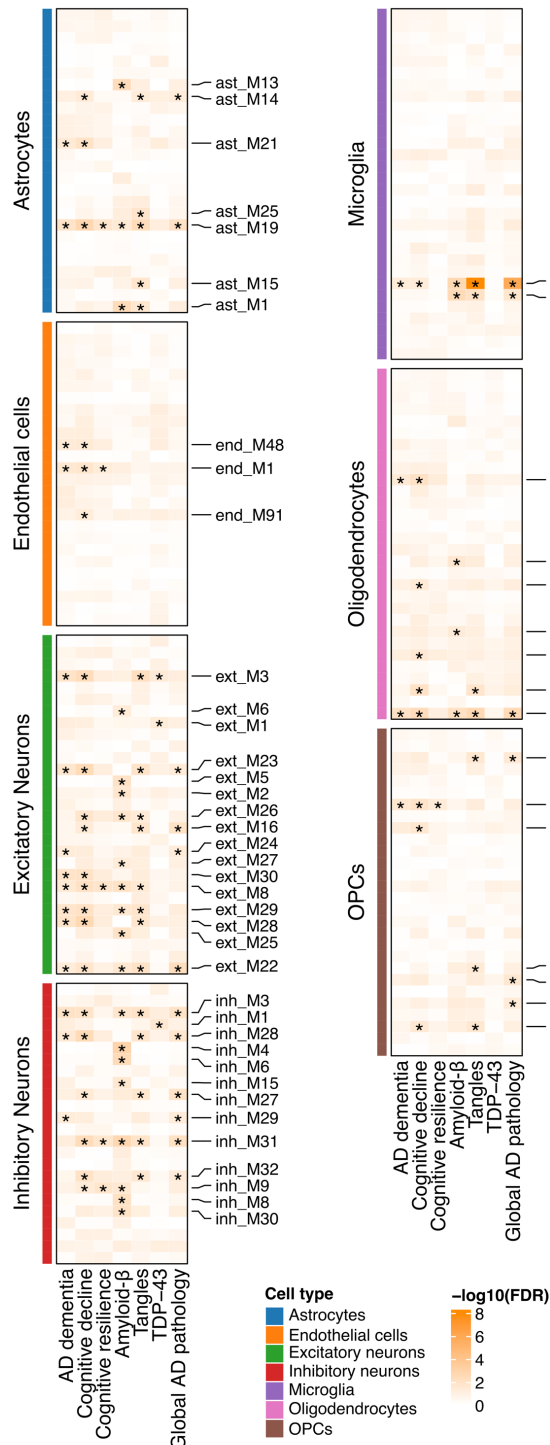 Astrocytes
ast_M13
ast_M14
ast_M21
ast_M25
ast_M19
ast_M15
ast_M1
Endothelial cells
end_M48
end_M1
end_M91
Excitatory Neurons
ext_M3
ext_M6
ext_M1
ext_M23
ext_M5
ext_M2
ext_M26
ext_M16
ext_M24
ext_M27
ext_M30
ext_M8
ext_M29
ext_M28
ext_M25
ext_M22
Inhibitory Neurons
inh_M3
inh_M1
inh_M28
inh_M4
inh_M6
inh_M15
inh_M27
inh_M29
inh_M31
inh_M32
inh_M9
inh_M8
inh_M30
AD dementia
Cognitive decline
Cognitive resilience
Amyloid-β
Tangles
TDP-43
Global AD pathology
Microglia
Oligodendrocytes
OPCs
AD dementia
Cognitive decline
Cognitive resilience
Amyloid-β
Tangles
TDP-43
Global AD pathology
Cell type
Astrocytes
Endothelial cells
Excitatory neurons
Inhibitory neurons
Microglia
Oligodendrocytes
OPCs
−log10(FDR)
8
6
4
2
0